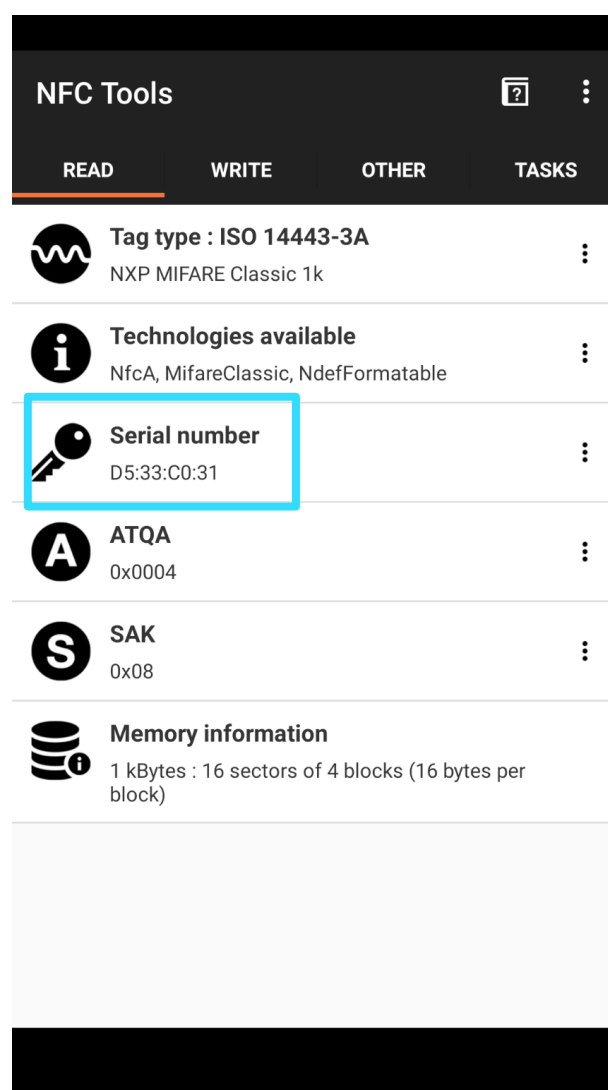 NFC Tools
?
READ WRITE OTHER TASKS
Tag type : ISO 14443-3A
NXP MIFARE Classic 1k
i
Technologies available
NfcA, MifareClassic, NdefFormatable
Serial number
D5:33:C0:31
A
ATQA
0x0004
S
SAK
0x08
i
Memory information
1 kBytes : 16 sectors of 4 blocks (16 bytes per
block)